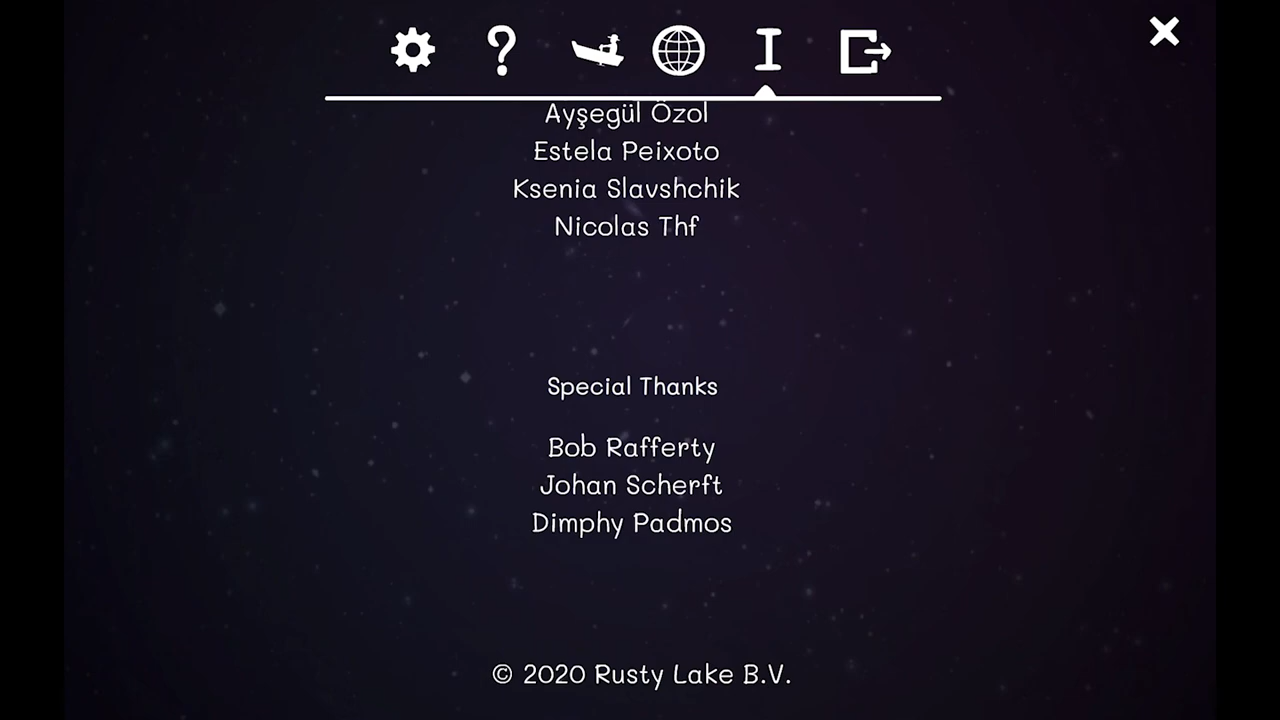 Ayşegül Özol
Estela Peixoto
Ksenia Slavshchik
Nicolas Thf
Special Thanks
Bob Rafferty
Johan Scherft
Dimphy Padmos
© 2020 Rusty Lake B.V.